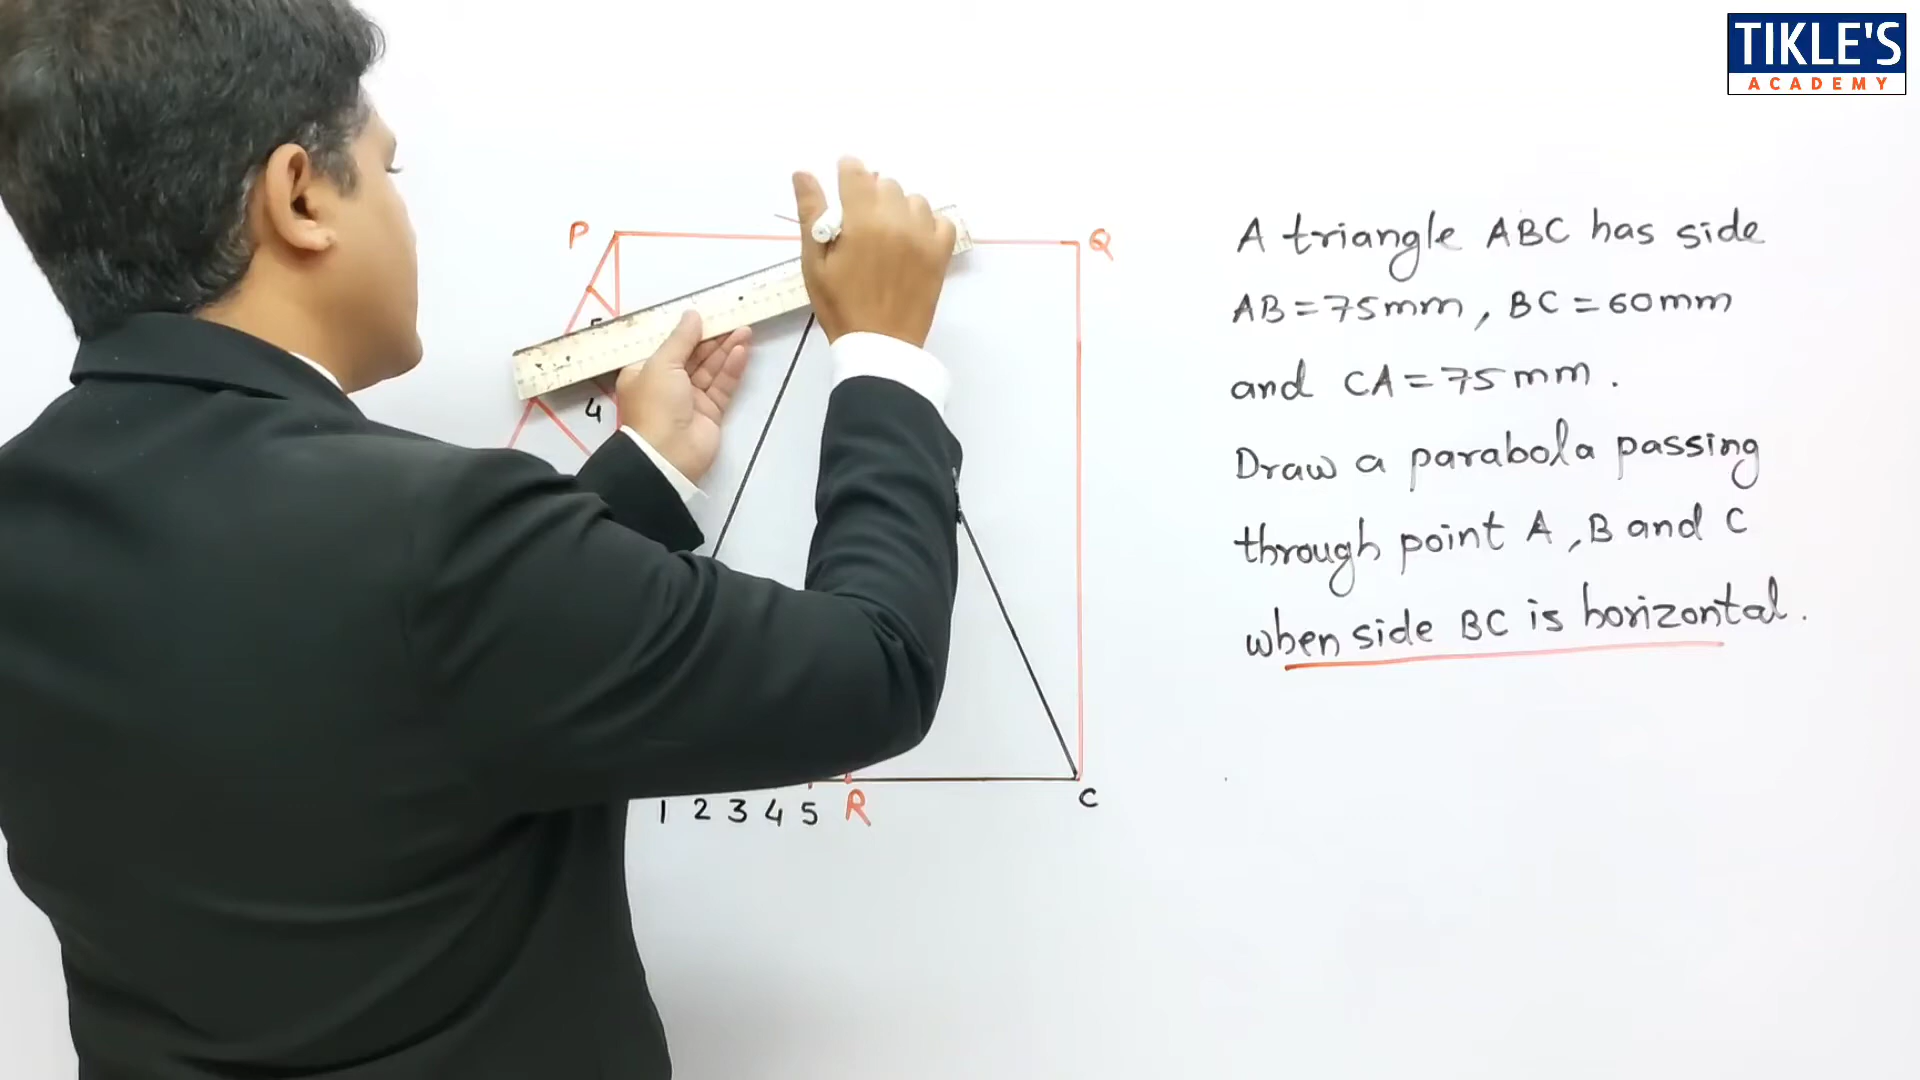 TIKLE'S
ACADEMY
P
Q
A triangle ABC has side
AB = 75mm, BC = 60mm
and CA = 75mm.
Draw a parabola passing
through point A, B and C
when side BC is horizontal.
5
4
1 2 3 4 5 R
C